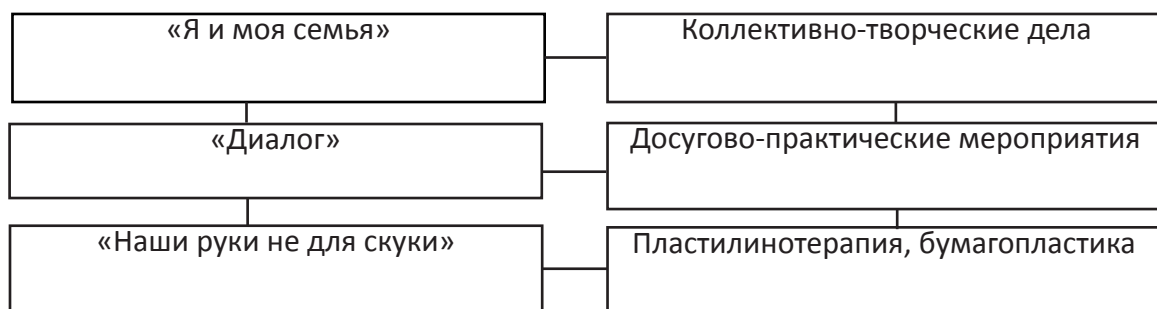 «Я и моя семья»
Коллективно-творческие дела
«Диалог»
Досугово-практические мероприятия
«Наши руки не для скуки»
Пластилинотерапия, бумагопластика